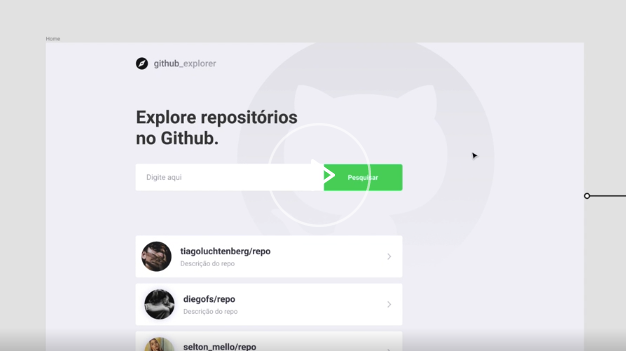 Home
github_explorer
Explore repositórios
no Github.
Digite aqui
Pesquisar
tiagoluchtenberg/repo
Descrição do repo
diegofs/repo
Descrição do repo
selton_mello/repo